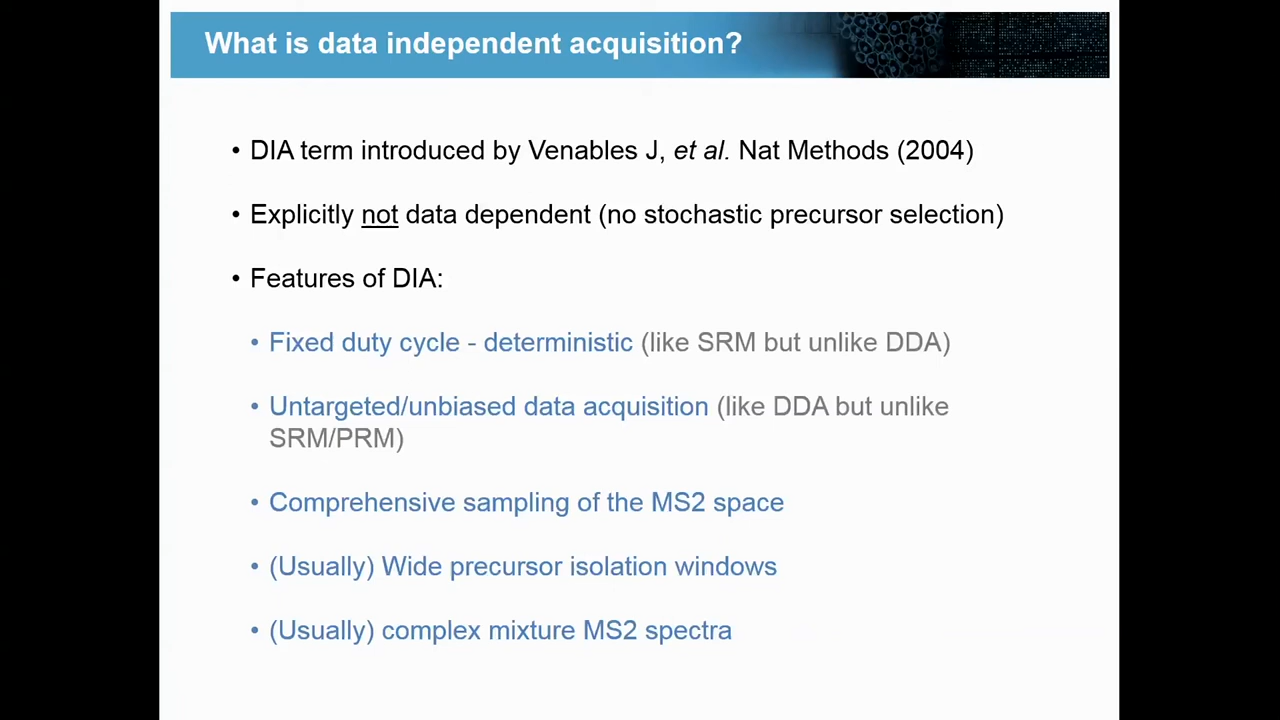 What is data independent acquisition?
• DIA term introduced by Venables J, et al. Nat Methods (2004)
• Explicitly not data dependent (no stochastic precursor selection)
• Features of DIA:
• Fixed duty cycle - deterministic (like SRM but unlike DDA)
• Untargeted/unbiased data acquisition (like DDA but unlike
SRM/PRM)
• Comprehensive sampling of the MS2 space
• (Usually) Wide precursor isolation windows
• (Usually) complex mixture MS2 spectra